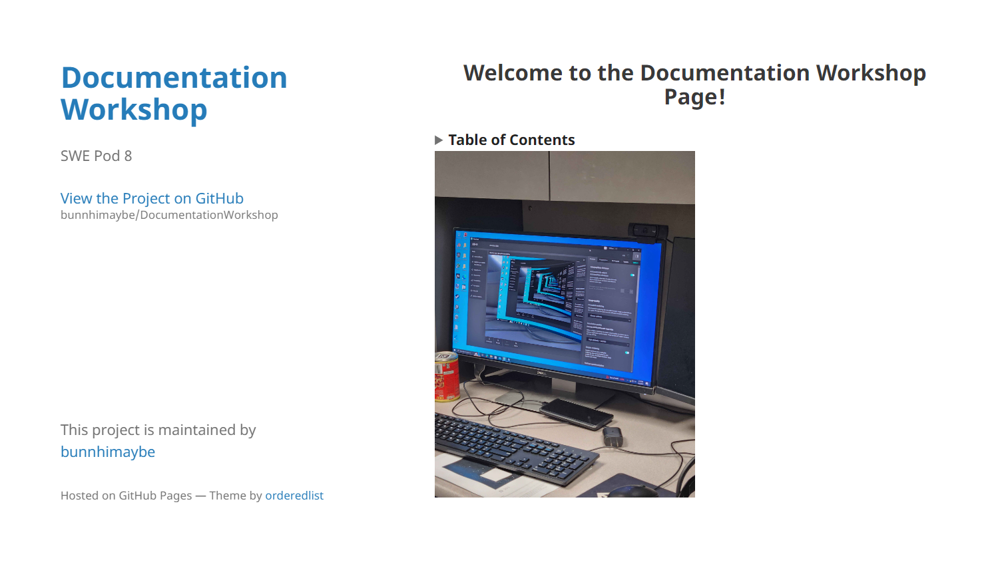 Documentation
Workshop
SWE Pod 8
View the Project on GitHub
bunnhimaybe/DocumentationWorkshop
This project is maintained by
bunnhimaybe
Hosted on GitHub Pages — Theme by orderedlist
Welcome to the Documentation Workshop
Page!
Table of Contents